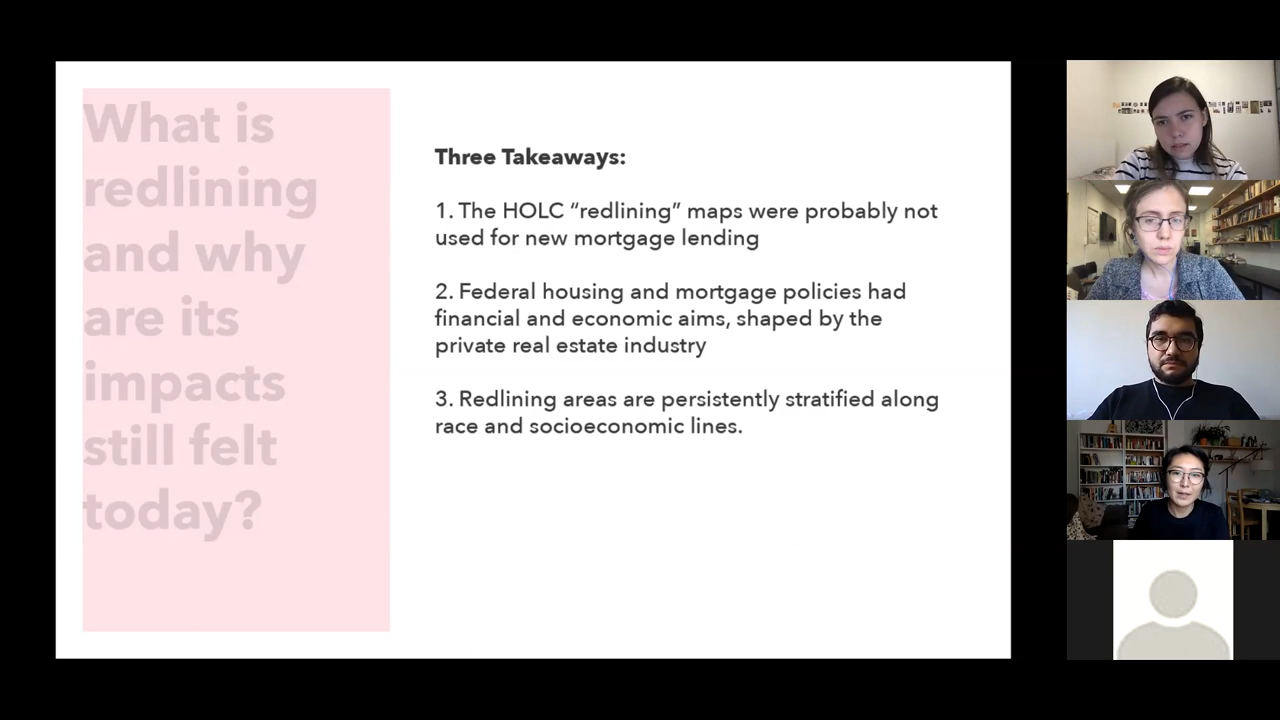 What is
redlining
and why
are its
impacts
still felt
today?
Three Takeaways:
1. The HOLC “redlining” maps were probably not
used for new mortgage lending
2. Federal housing and mortgage policies had
financial and economic aims, shaped by the
private real estate industry
3. Redlining areas are persistently stratified along
race and socioeconomic lines.